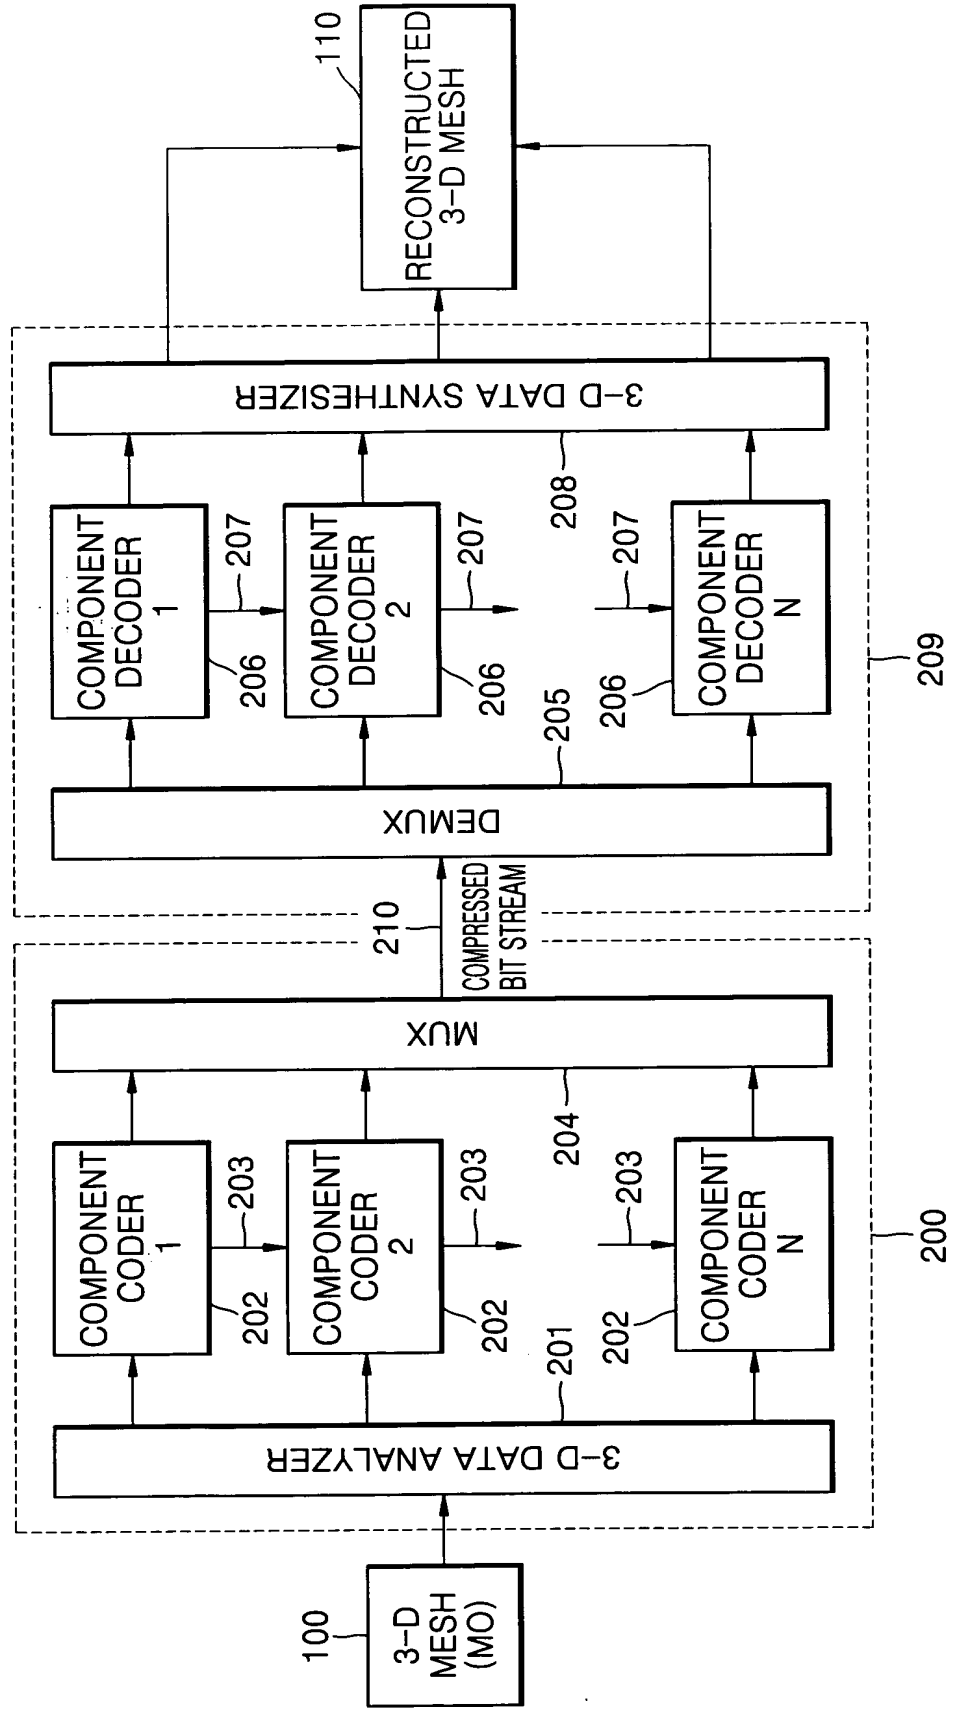 100
3-D
MESH
(MO)
3-D DATA ANALYZER
201
COMPONENT
CODER
1
202
203
COMPONENT
CODER
2
202
203
203
COMPONENT
CODER
N
202
MUX
204
200
210
COMPRESSED
BIT STREAM
DEMUX
205
COMPONENT
DECODER
1
206
207
COMPONENT
DECODER
2
206
207
207
COMPONENT
DECODER
N
206
3-D DATA SYNTHESIZER
208
209
110
RECONSTRUCTED
3-D MESH